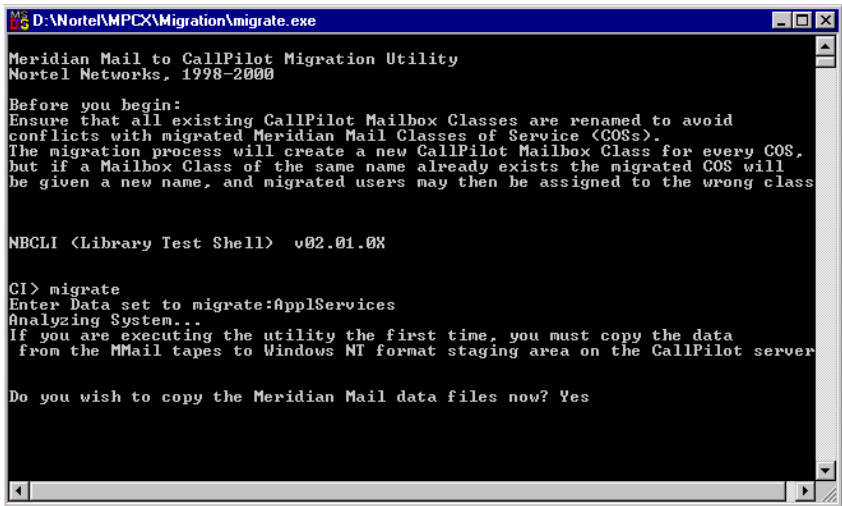 D:\Nortel\MPCX\Migration\migrate.exe
Meridian Mail to CallPilot Migration Utility
Nortel Networks, 1998-2000
Before you begin:
Ensure that all existing CallPilot Mailbox Classes are renamed to avoid
conflicts with migrated Meridian Mail Classes of Service (COSs).
The migration process will create a new CallPilot Mailbox Class for every COS,
but if a Mailbox Class of the same name already exists the migrated COS will
be given a new name, and migrated users may then be assigned to the wrong class
NBCLI (Library Test Shell)  v02.01.0X
CI> migrate
Enter Data set to migrate:ApplServices
Analyzing System...
If you are executing the utility the first time, you must copy the data
from the MMail tapes to Windows NT format staging area on the CallPilot server
Do you wish to copy the Meridian Mail data files now? Yes